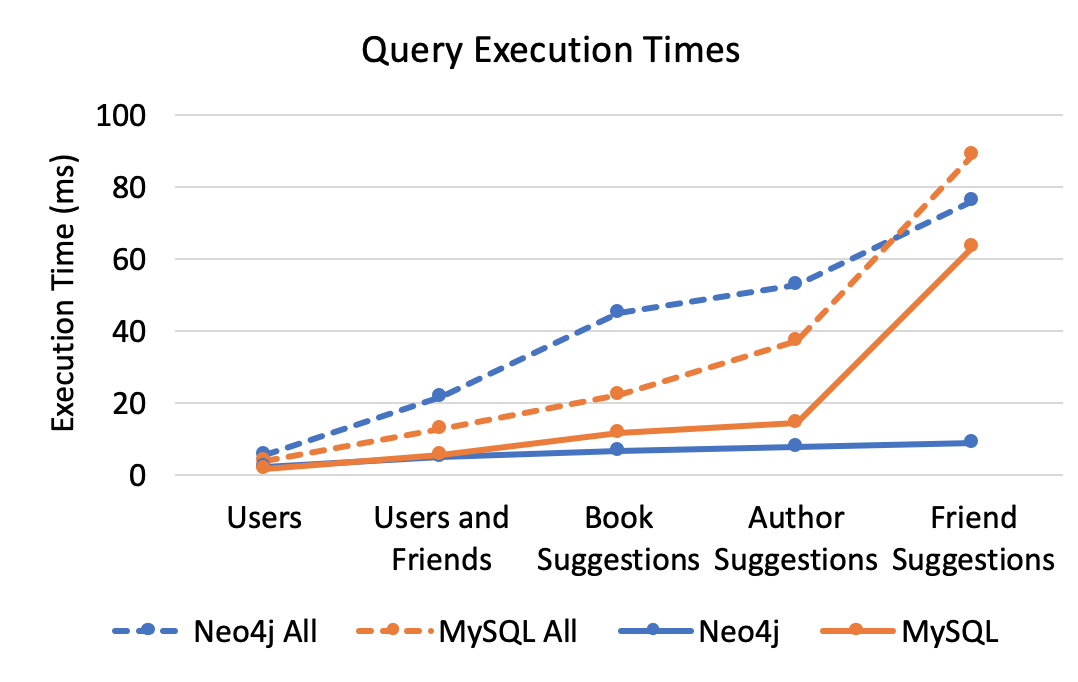 Query Execution Times
Execution Time (ms)
100
80
60
40
20
0
Users
Users and
Friends
Book
Suggestions
Author
Suggestions
Friend
Suggestions
Neo4j All
MySQL All
Neo4j
MySQL